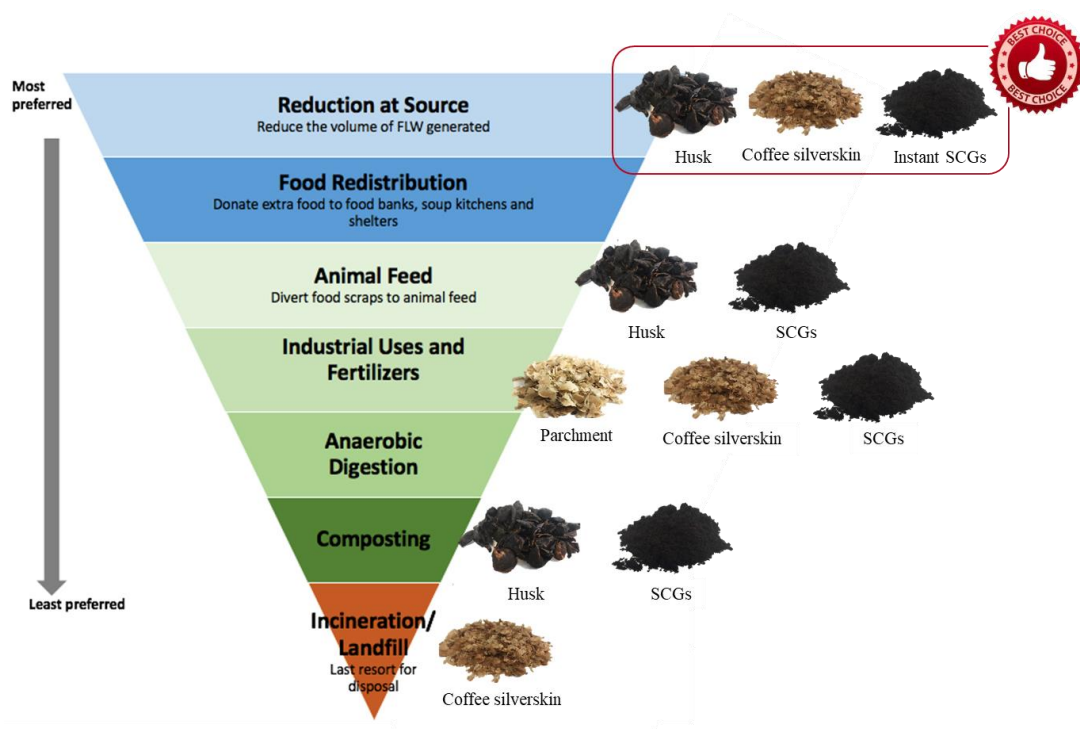 BEST CHOICE
BEST CHOICE
Most
preferred
Reduction at Source
Reduce the volume of FLW generated
Husk
Coffee silverskin
Instant SCGs
Food Redistribution
Donate extra food to food banks, soup kitchens and
shelters
Animal Feed
Divert food scraps to animal feed
Husk
SCGs
Industrial Uses and
Fertilizers
Parchment
Coffee silverskin
SCGs
Anaerobic
Digestion
Composting
Husk
SCGs
Least preferred
Incineration/
Landfill
Last resort for
disposal
Coffee silverskin